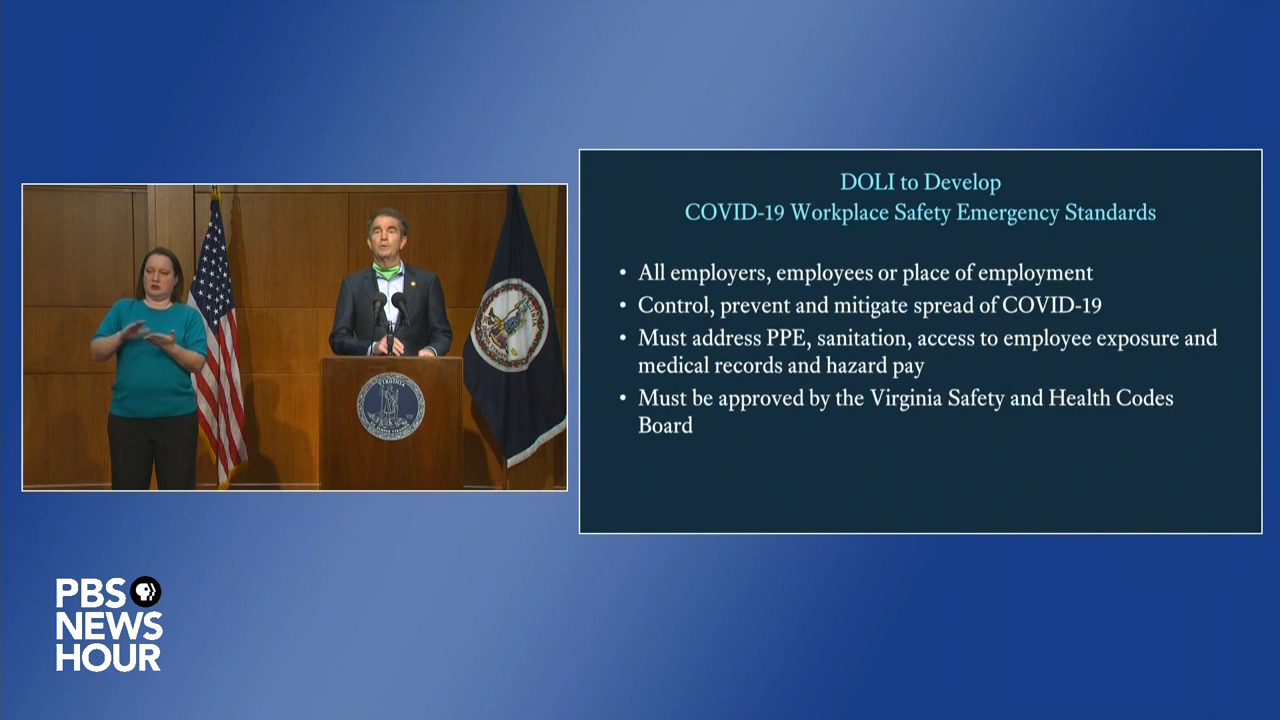 VIRGINIA
DOLI to Develop
COVID-19 Workplace Safety Emergency Standards
• All employers, employees or place of employment
• Control, prevent and mitigate spread of COVID-19
• Must address PPE, sanitation, access to employee exposure and
medical records and hazard pay
• Must be approved by the Virginia Safety and Health Codes
Board
PBS
NEWS
HOUR